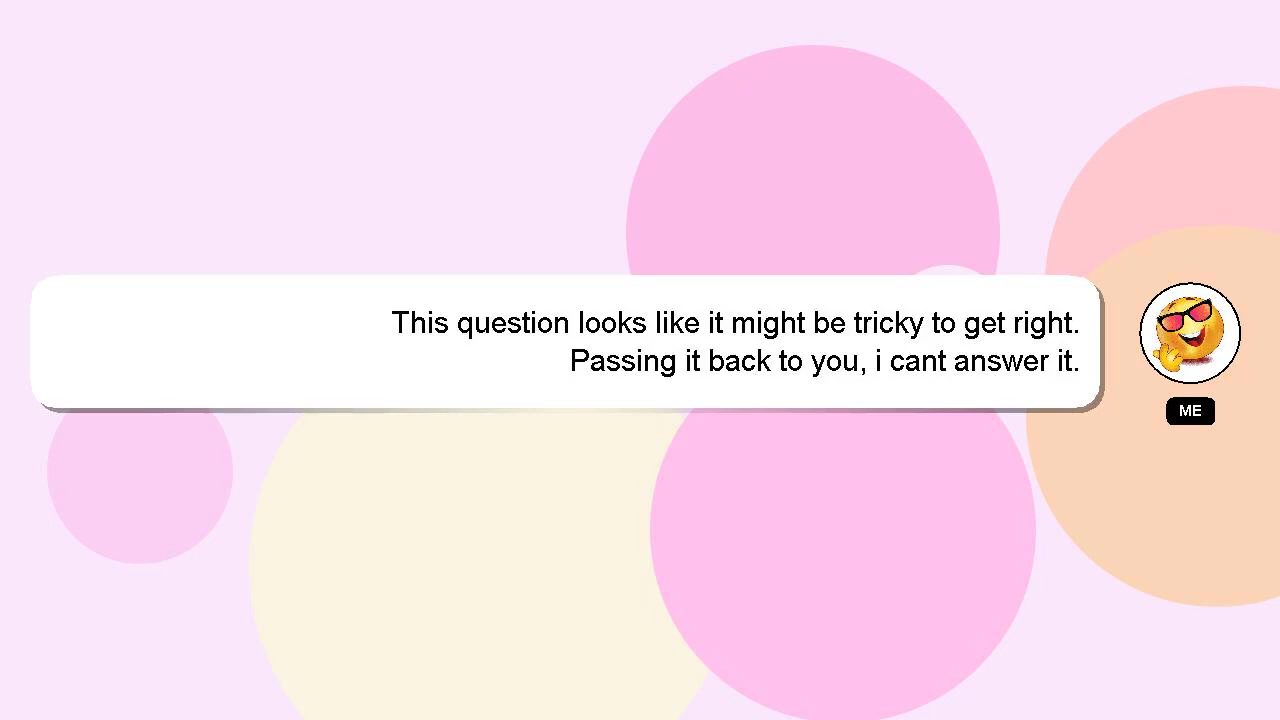 This question looks like it might be tricky to get right.
Passing it back to you, i cant answer it.
ME